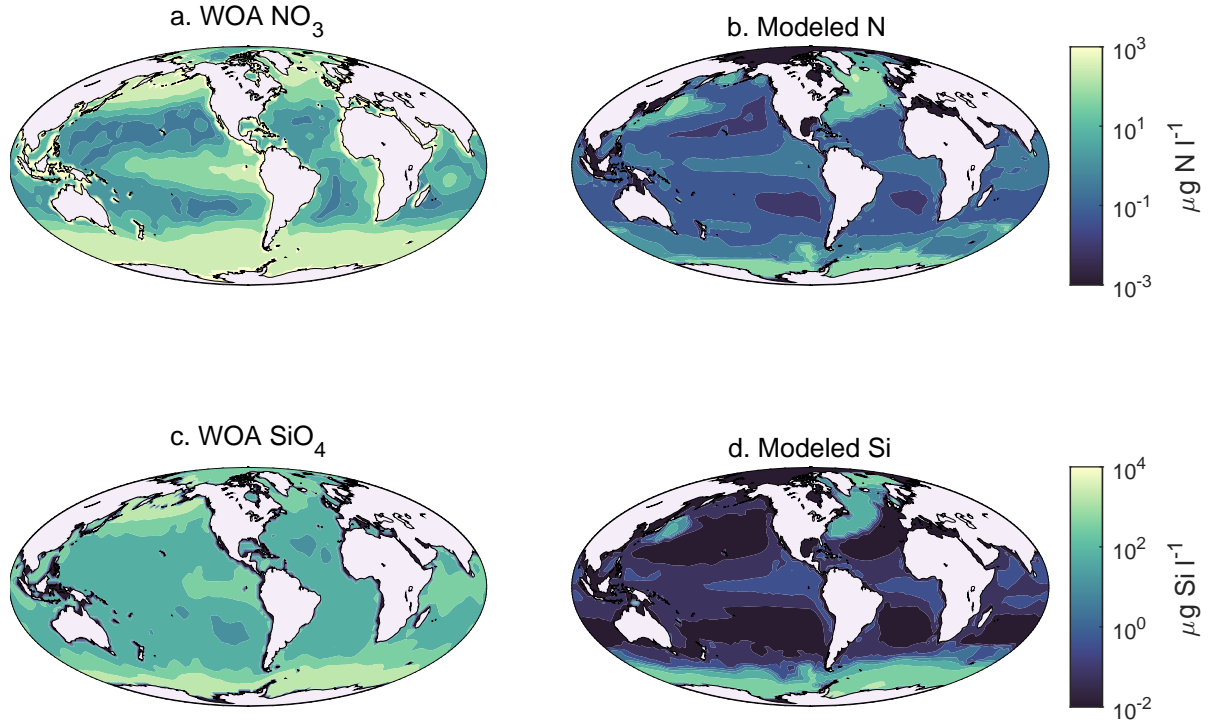 a. WOA NO3
b. Modeled N
10^3
10^1
10^-1
10^-3
μg N l^-1
c. WOA SiO4
d. Modeled Si
10^4
10^2
10^0
10^-2
μg Si l^-1